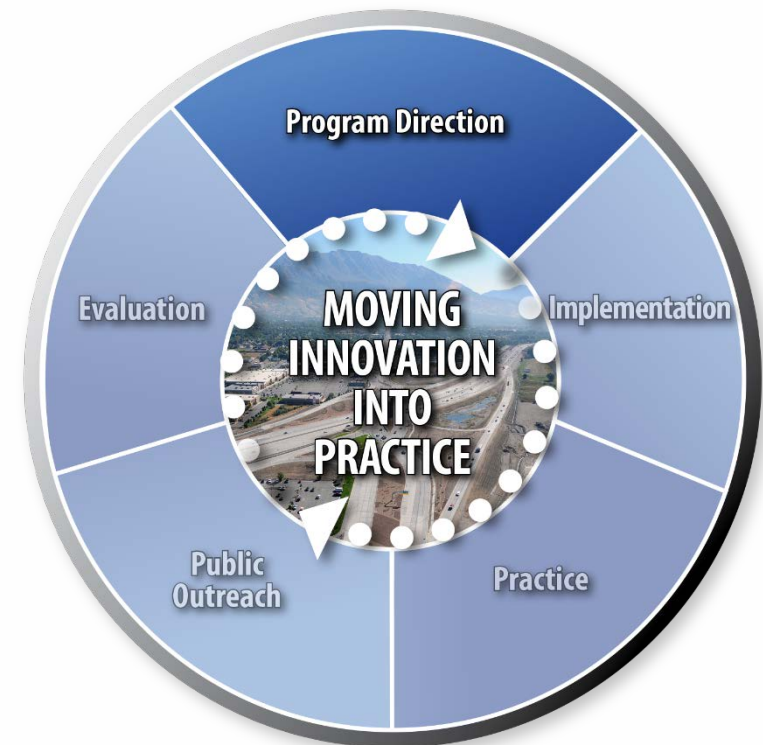 Program Direction
Evaluation
Implementation
MOVING
INNOVATION
INTO
PRACTICE
Public
Outreach
Practice